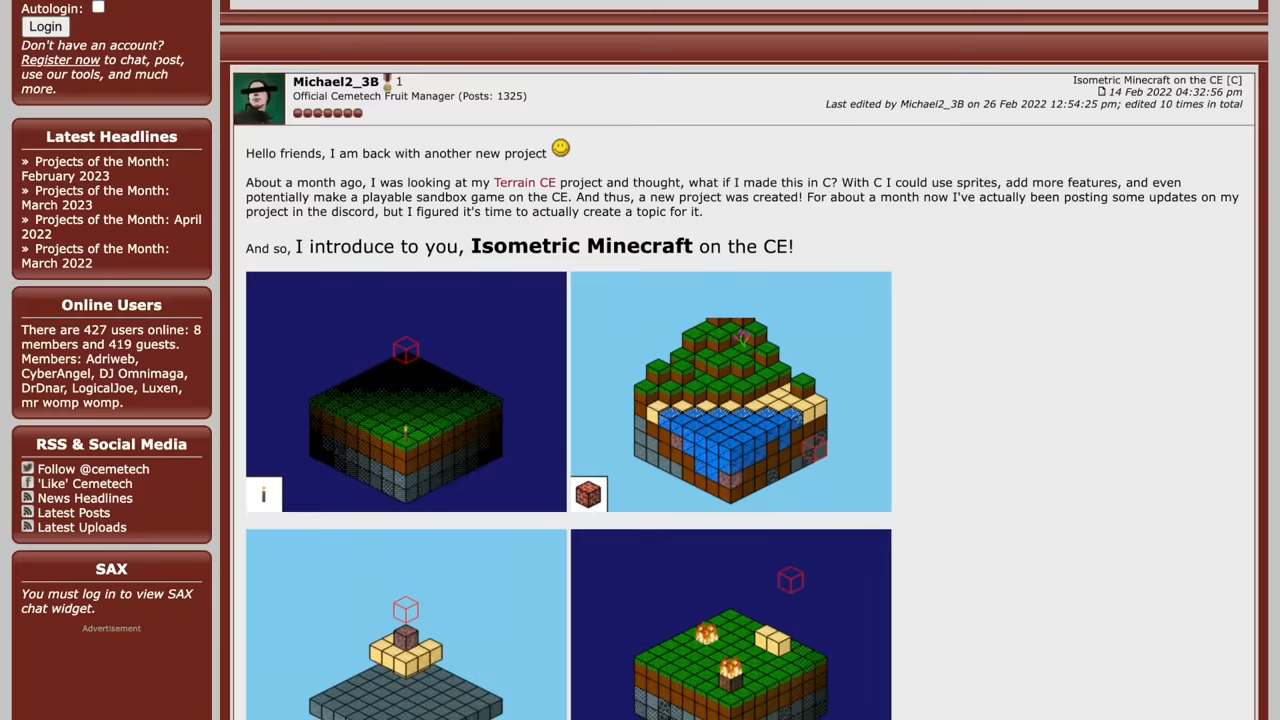 Autologin:
Login
Don't have an account?
Register now to chat, post,
use our tools, and much
more.
Latest Headlines
» Projects of the Month:
February 2023
» Projects of the Month:
March 2023
» Projects of the Month: April
2022
» Projects of the Month:
March 2022
Online Users
There are 427 users online: 8
members and 419 guests.
Members: Adriweb,
CyberAngel, DJ Omnimaga,
DrDnar, LogicalJoe, Luxen,
mr womp womp.
RSS & Social Media
Follow @cemetech
'Like' Cemetech
News Headlines
Latest Posts
Latest Uploads
SAX
You must log in to view SAX
chat widget.
Advertisement
Michael2_3B 1
Official Cemetech Fruit Manager (Posts: 1325)
Isometric Minecraft on the CE [C]
14 Feb 2022 04:32:56 pm
Last edited by Michael2_3B on 26 Feb 2022 12:54:25 pm; edited 10 times in total
Hello friends, I am back with another new project
About a month ago, I was looking at my Terrain CE project and thought, what if I made this in C? With C I could use sprites, add more features, and even
potentially make a playable sandbox game on the CE. And thus, a new project was created! For about a month now I've actually been posting some updates on my
project in the discord, but I figured it's time to actually create a topic for it.
And so, I introduce to you, Isometric Minecraft on the CE!